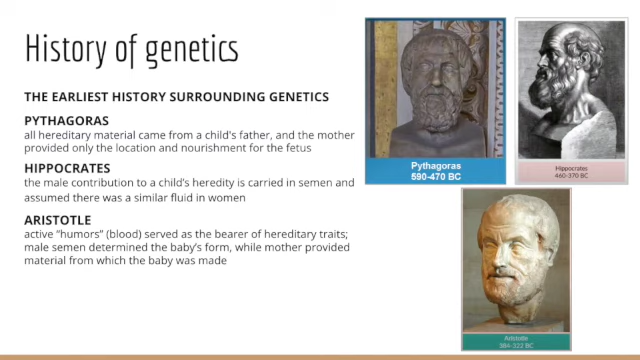 History of genetics
THE EARLIEST HISTORY SURROUNDING GENETICS
PYTHAGORAS
all hereditary material came from a child's father, and the mother
provided only the location and nourishment for the fetus
HIPPOCRATES
the male contribution to a child's heredity is carried in semen and
assumed there was a similar fluid in women
ARISTOTLE
active "humors" (blood) served as the bearer of hereditary traits;
male semen determined the baby's form, while mother provided
material from which the baby was made
Pythagoras
590-470 BC
Hippocrates
460-370 BC
Aristotle
384-322 BC